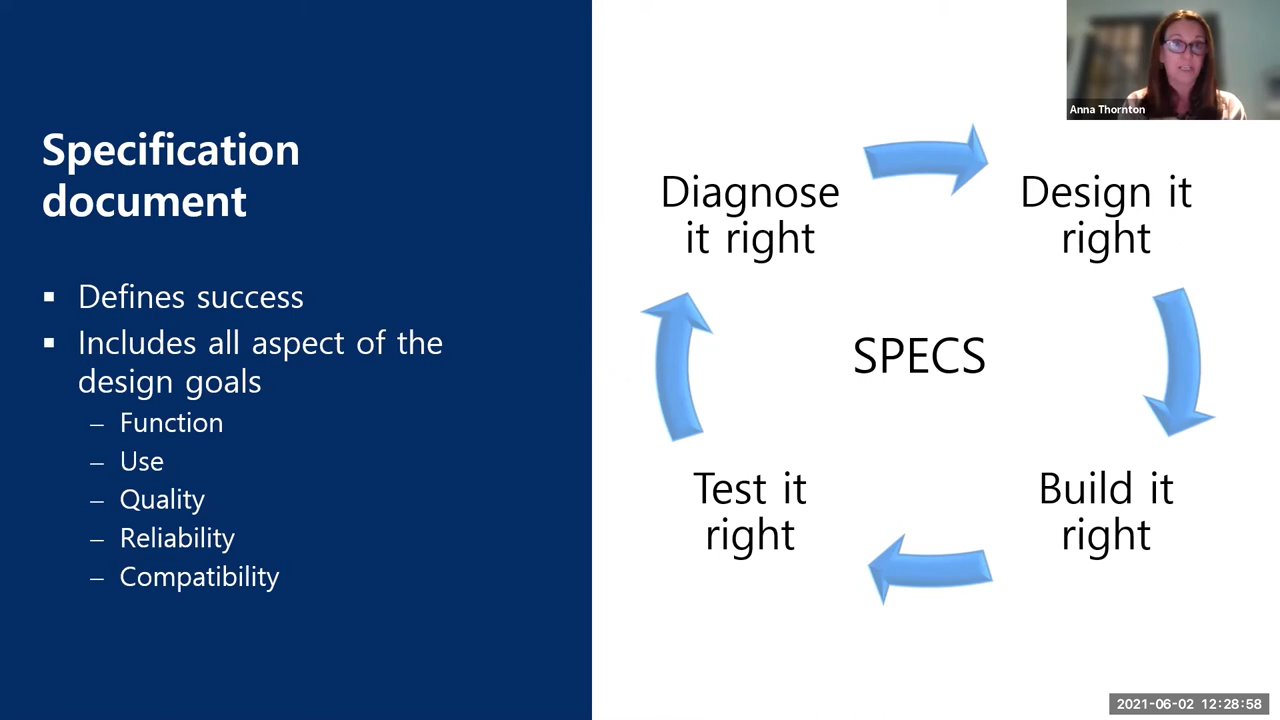 Specification
document
▪ Defines success
▪ Includes all aspect of the
design goals
– Function
– Use
– Quality
– Reliability
– Compatibility
Diagnose
it right
Design it
right
SPECS
Test it
right
Build it
right
Anna Thornton
2021-06-02 12:28:58